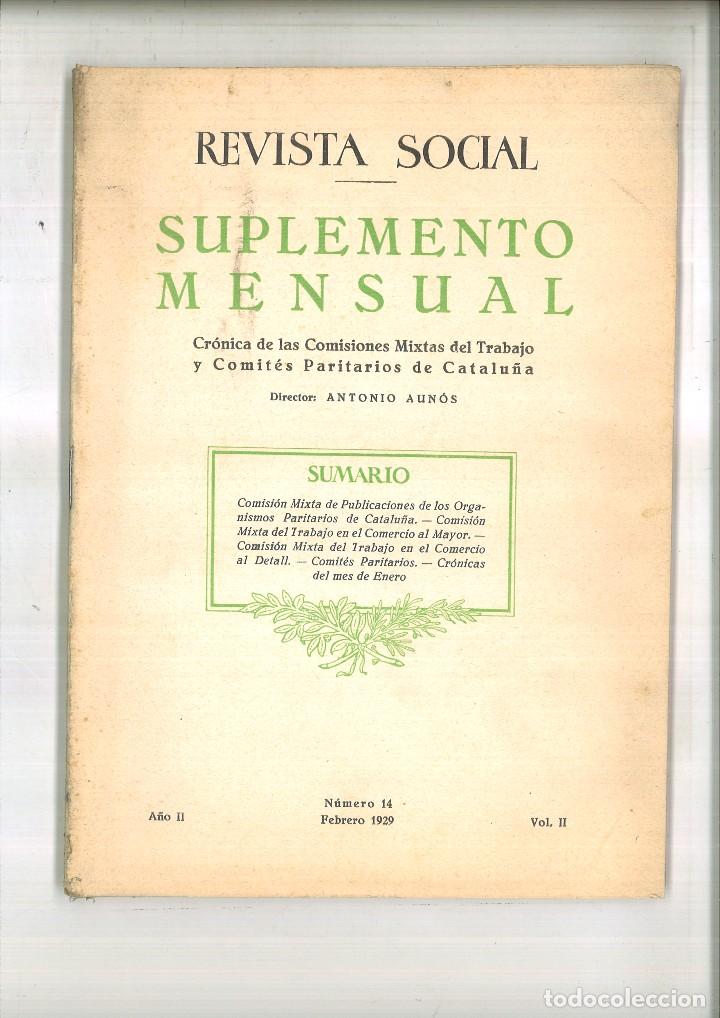 REVISTA SOCIAL
SUPLEMENTO
MENSUAL
Crónica de las Comisiones Mixtas del Trabajo
y Comités Paritarios de Cataluña
Director: ANTONIO AUNÓS
SUMARIO
Comisión Mixta de Publicaciones de los Orga-
nismos Paritarios de Cataluña. — Comisión
Mixta del Trabajo en el Comercio al Mayor. —
Comisión Mixta del Trabajo en el Comercio
al Detall. — Comités Paritarios. — Crónicas
del mes de Enero
Año II
Número 14
Febrero 1929
Vol. II
todocoleccion